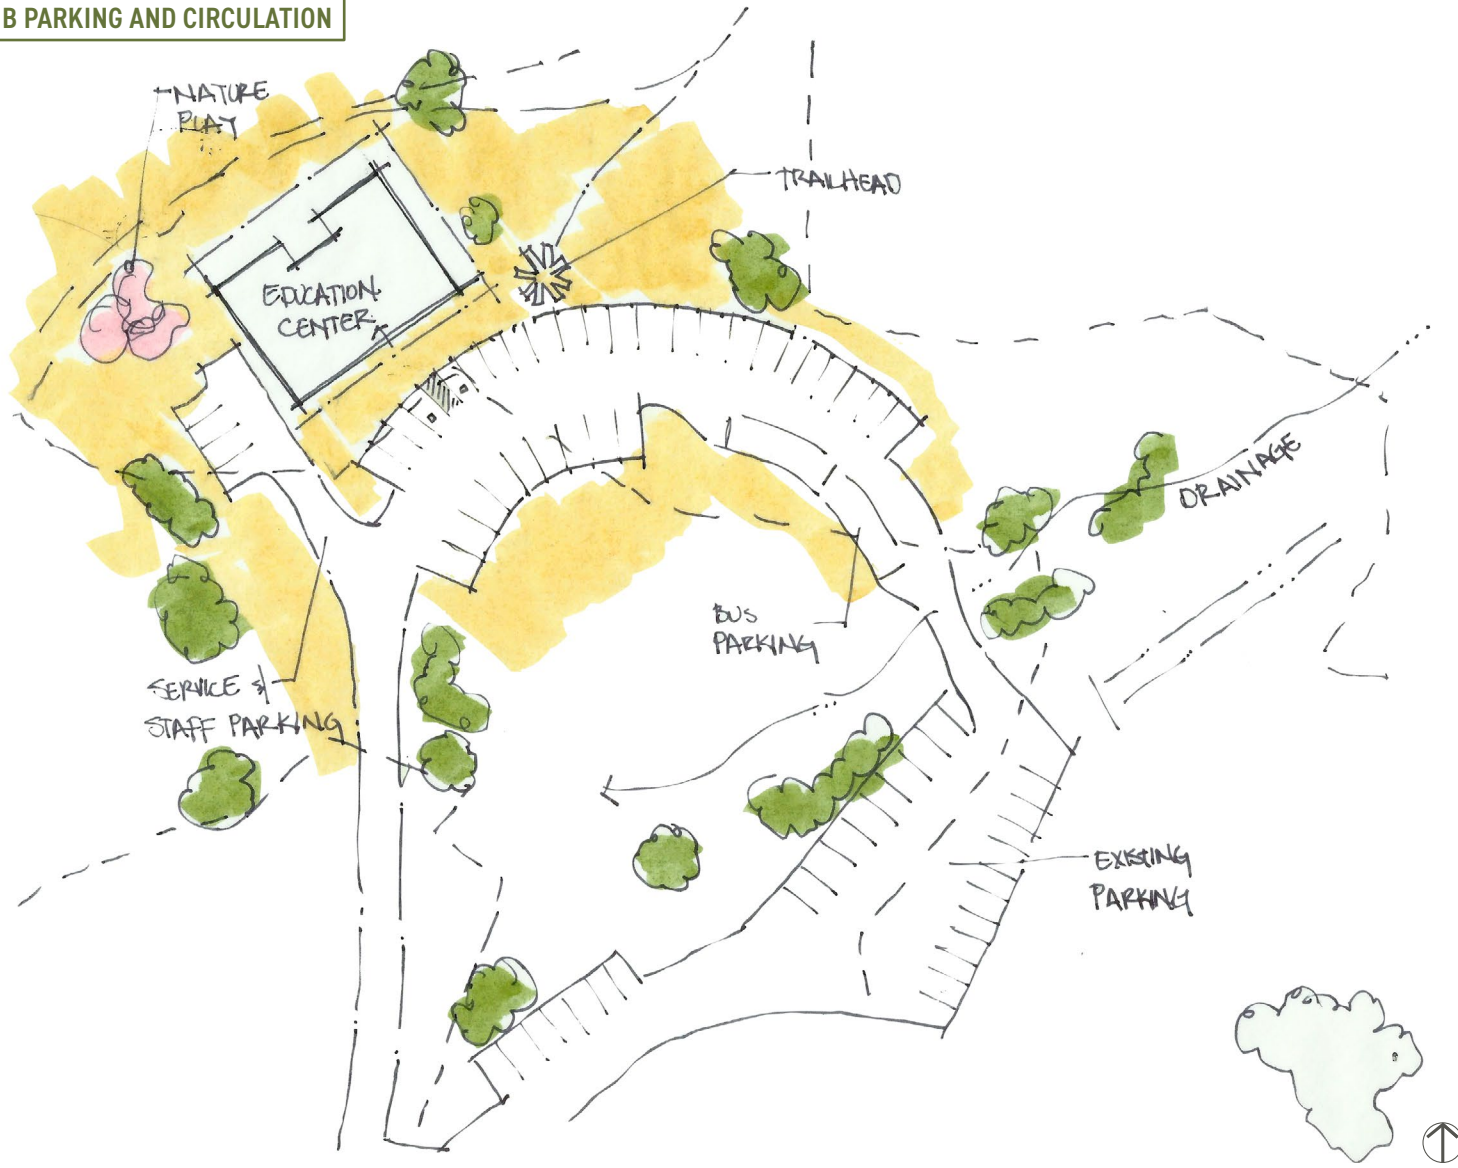 B PARKING AND CIRCULATION
NATURE
PLAY
TRAILHEAD
EDUCATION
CENTER
DRAINAGE
BUS
PARKING
SERVICE &
STAFF PARKING
EXISTING
PARKING